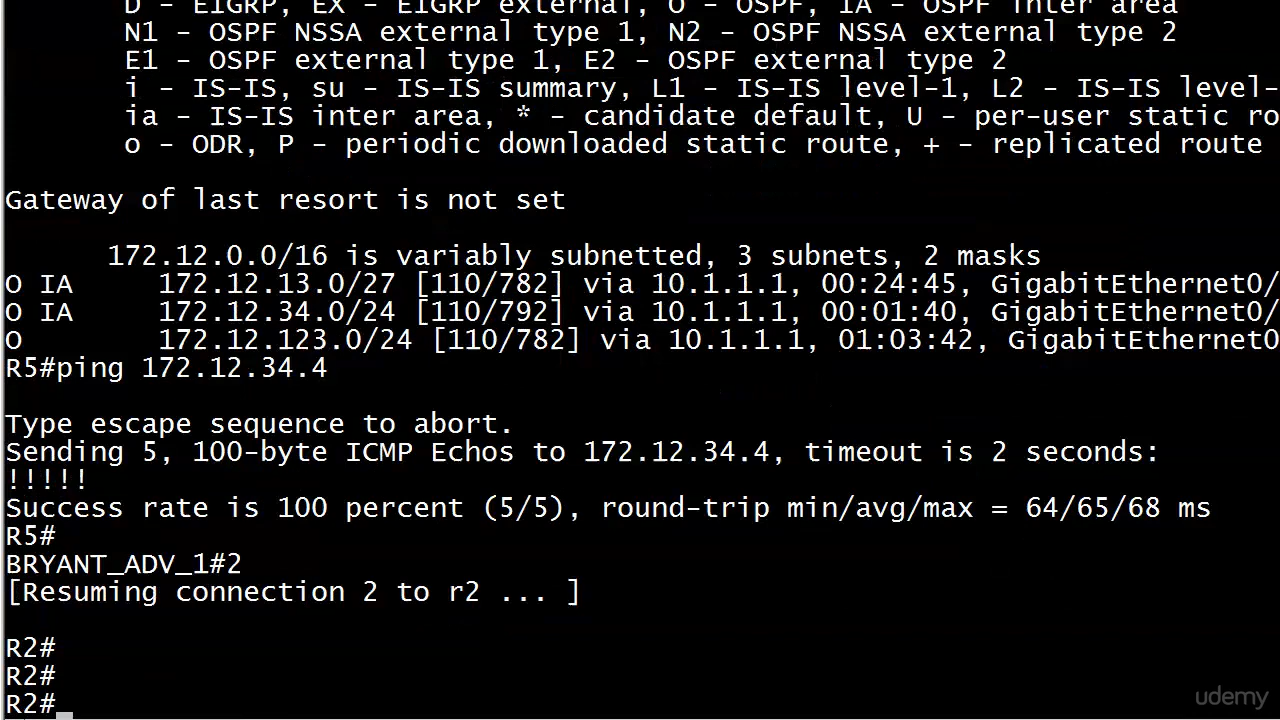 D - EIGRP, EX - EIGRP external, O - OSPF, IA - OSPF inter area
N1 - OSPF NSSA external type 1, N2 - OSPF NSSA external type 2
E1 - OSPF external type 1, E2 - OSPF external type 2
i - IS-IS, su - IS-IS summary, L1 - IS-IS level-1, L2 - IS-IS level-
ia - IS-IS inter area, * - candidate default, U - per-user static ro
o - ODR, P - periodic downloaded static route, + - replicated route
Gateway of last resort is not set
172.12.0.0/16 is variably subnetted, 3 subnets, 2 masks
O IA 172.12.13.0/27 [110/782] via 10.1.1.1, 00:24:45, GigabitEthernet0/
O IA 172.12.34.0/24 [110/792] via 10.1.1.1, 00:01:40, GigabitEthernet0/
O 172.12.123.0/24 [110/782] via 10.1.1.1, 01:03:42, GigabitEthernet0
R5#ping 172.12.34.4
Type escape sequence to abort.
Sending 5, 100-byte ICMP Echos to 172.12.34.4, timeout is 2 seconds:
!!!!!
Success rate is 100 percent (5/5), round-trip min/avg/max = 64/65/68 ms
R5#
BRYANT_ADV_1#2
[Resuming connection 2 to r2 ... ]
R2#
R2#
R2#
udemy